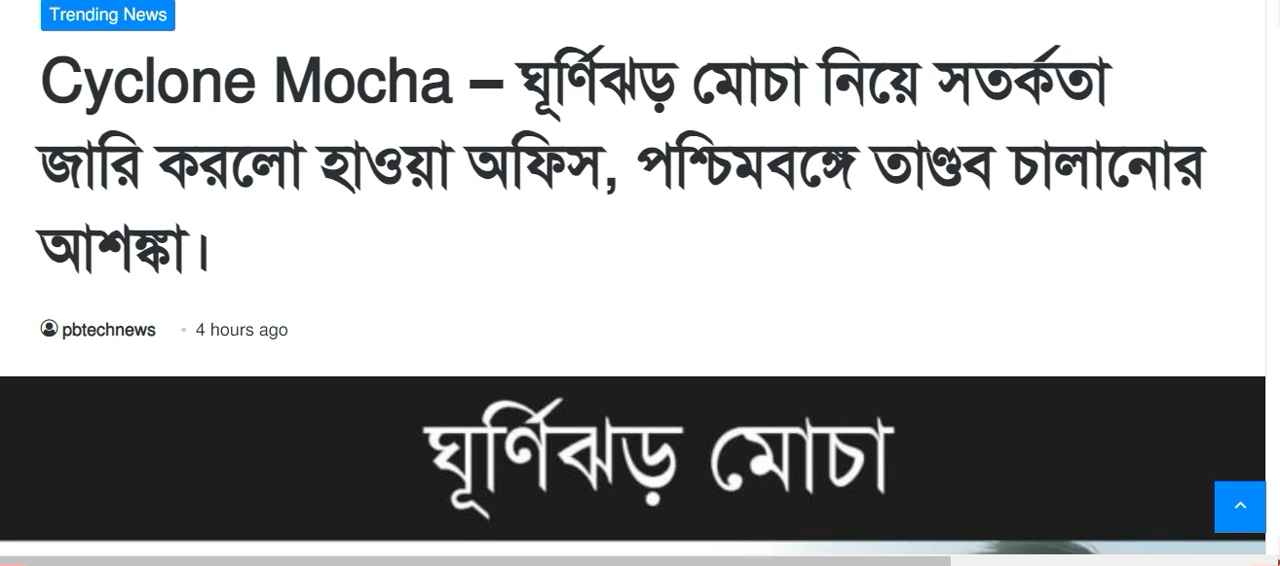 Trending News
Cyclone Mocha – ঘূর্ণিঝড় মোচা নিয়ে সতর্কতা
জারি করলো হাওয়া অফিস, পশ্চিমবঙ্গে তাণ্ডব চালানোর
আশঙ্কা।
pbtechnews • 4 hours ago
ঘূর্ণিঝড় মোচা